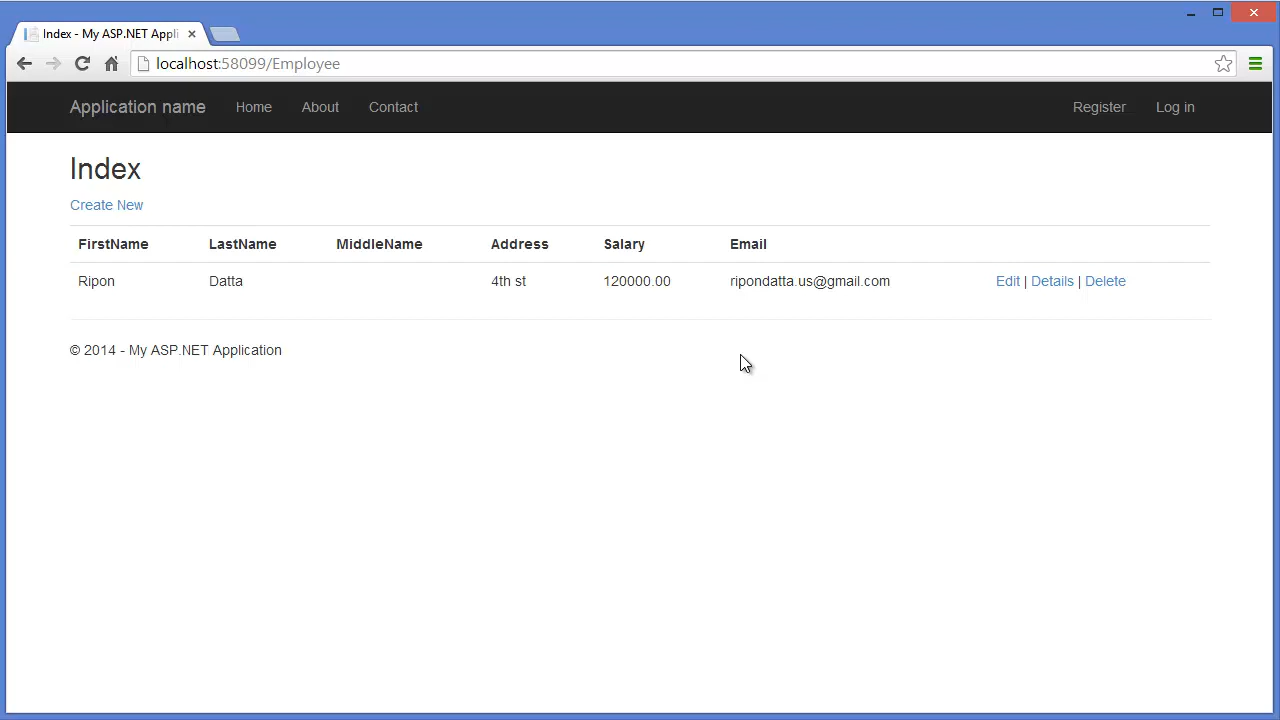 Index - My ASP.NET Appli
localhost:58099/Employee
Application name Home About Contact Register Log in
Index
Create New
FirstName LastName MiddleName Address Salary Email
Ripon Datta 4th st 120000.00 ripondatta.us@gmail.com Edit | Details | Delete
© 2014 - My ASP.NET Application